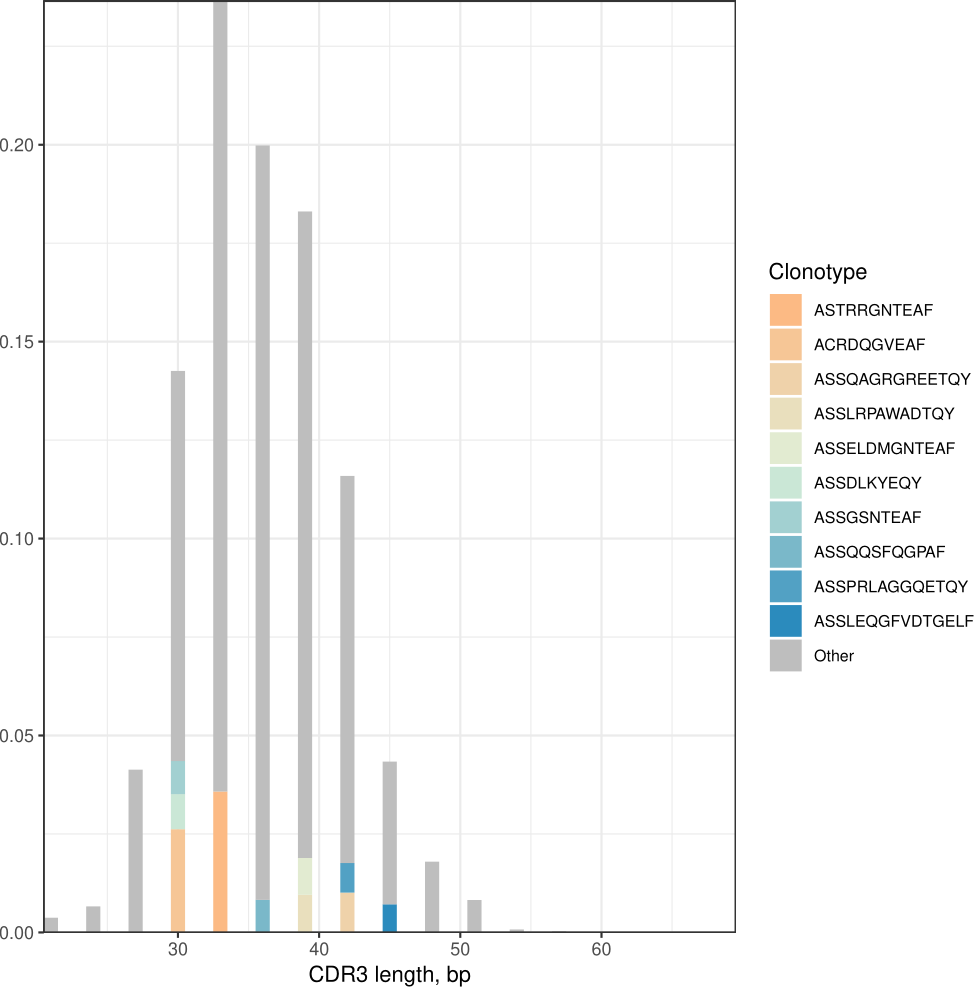 0.20
0.15
0.10
0.05
0.00
30 40 50 60
CDR3 length, bp
Clonotype
ASTRRGNTEAF
ACRDQGVEAF
ASSQAGRGREETQY
ASSLRPAWADTQY
ASSELDMGNTEAF
ASSDLKYEQY
ASSGSNTEAF
ASSQQSFQGPAF
ASSPRLAGGQETQY
ASSLEQGFVDTGELF
Other